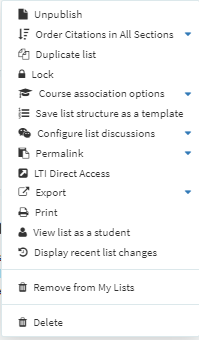 Unpublish
Order Citations in All Sections
Duplicate list
Lock
Course association options
Save list structure as a template
Configure list discussions
Permalink
LTI Direct Access
Export
Print
View list as a student
Display recent list changes
Remove from My Lists
Delete